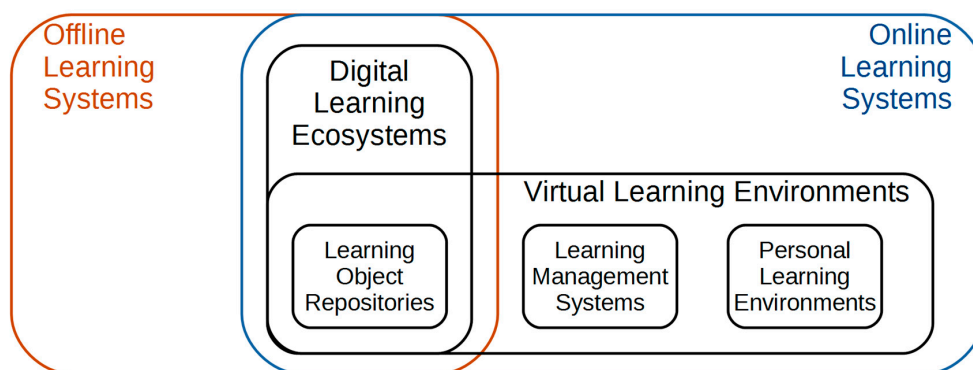 Offline
Learning
Systems
Digital
Learning
Ecosystems
Online
Learning
Systems
Virtual Learning Environments
Learning
Object
Repositories
Learning
Management
Systems
Personal
Learning
Environments